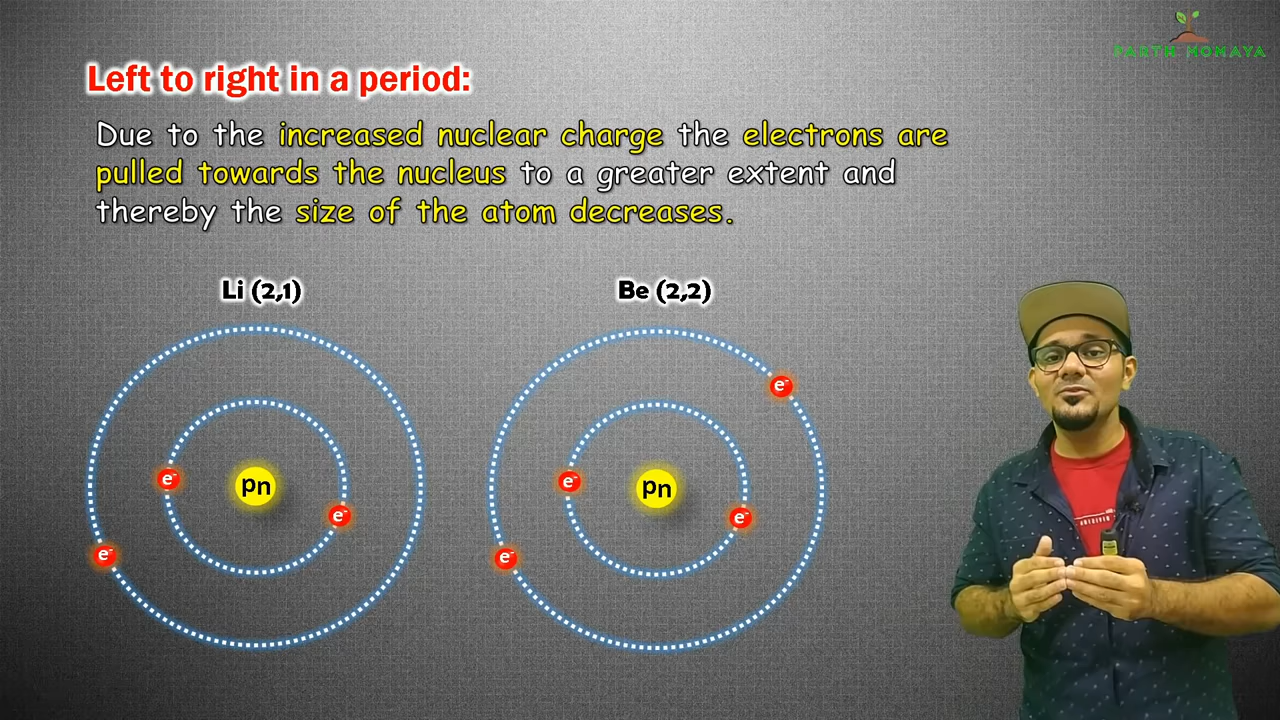 PARTH MOMAYA
Left to right in a period:
Due to the increased nuclear charge the electrons are
pulled towards the nucleus to a greater extent and
thereby the size of the atom decreases.
Li (2,1)
Be (2,2)
e-
e-
e-
pn
e-
e-
e-
e-
pn